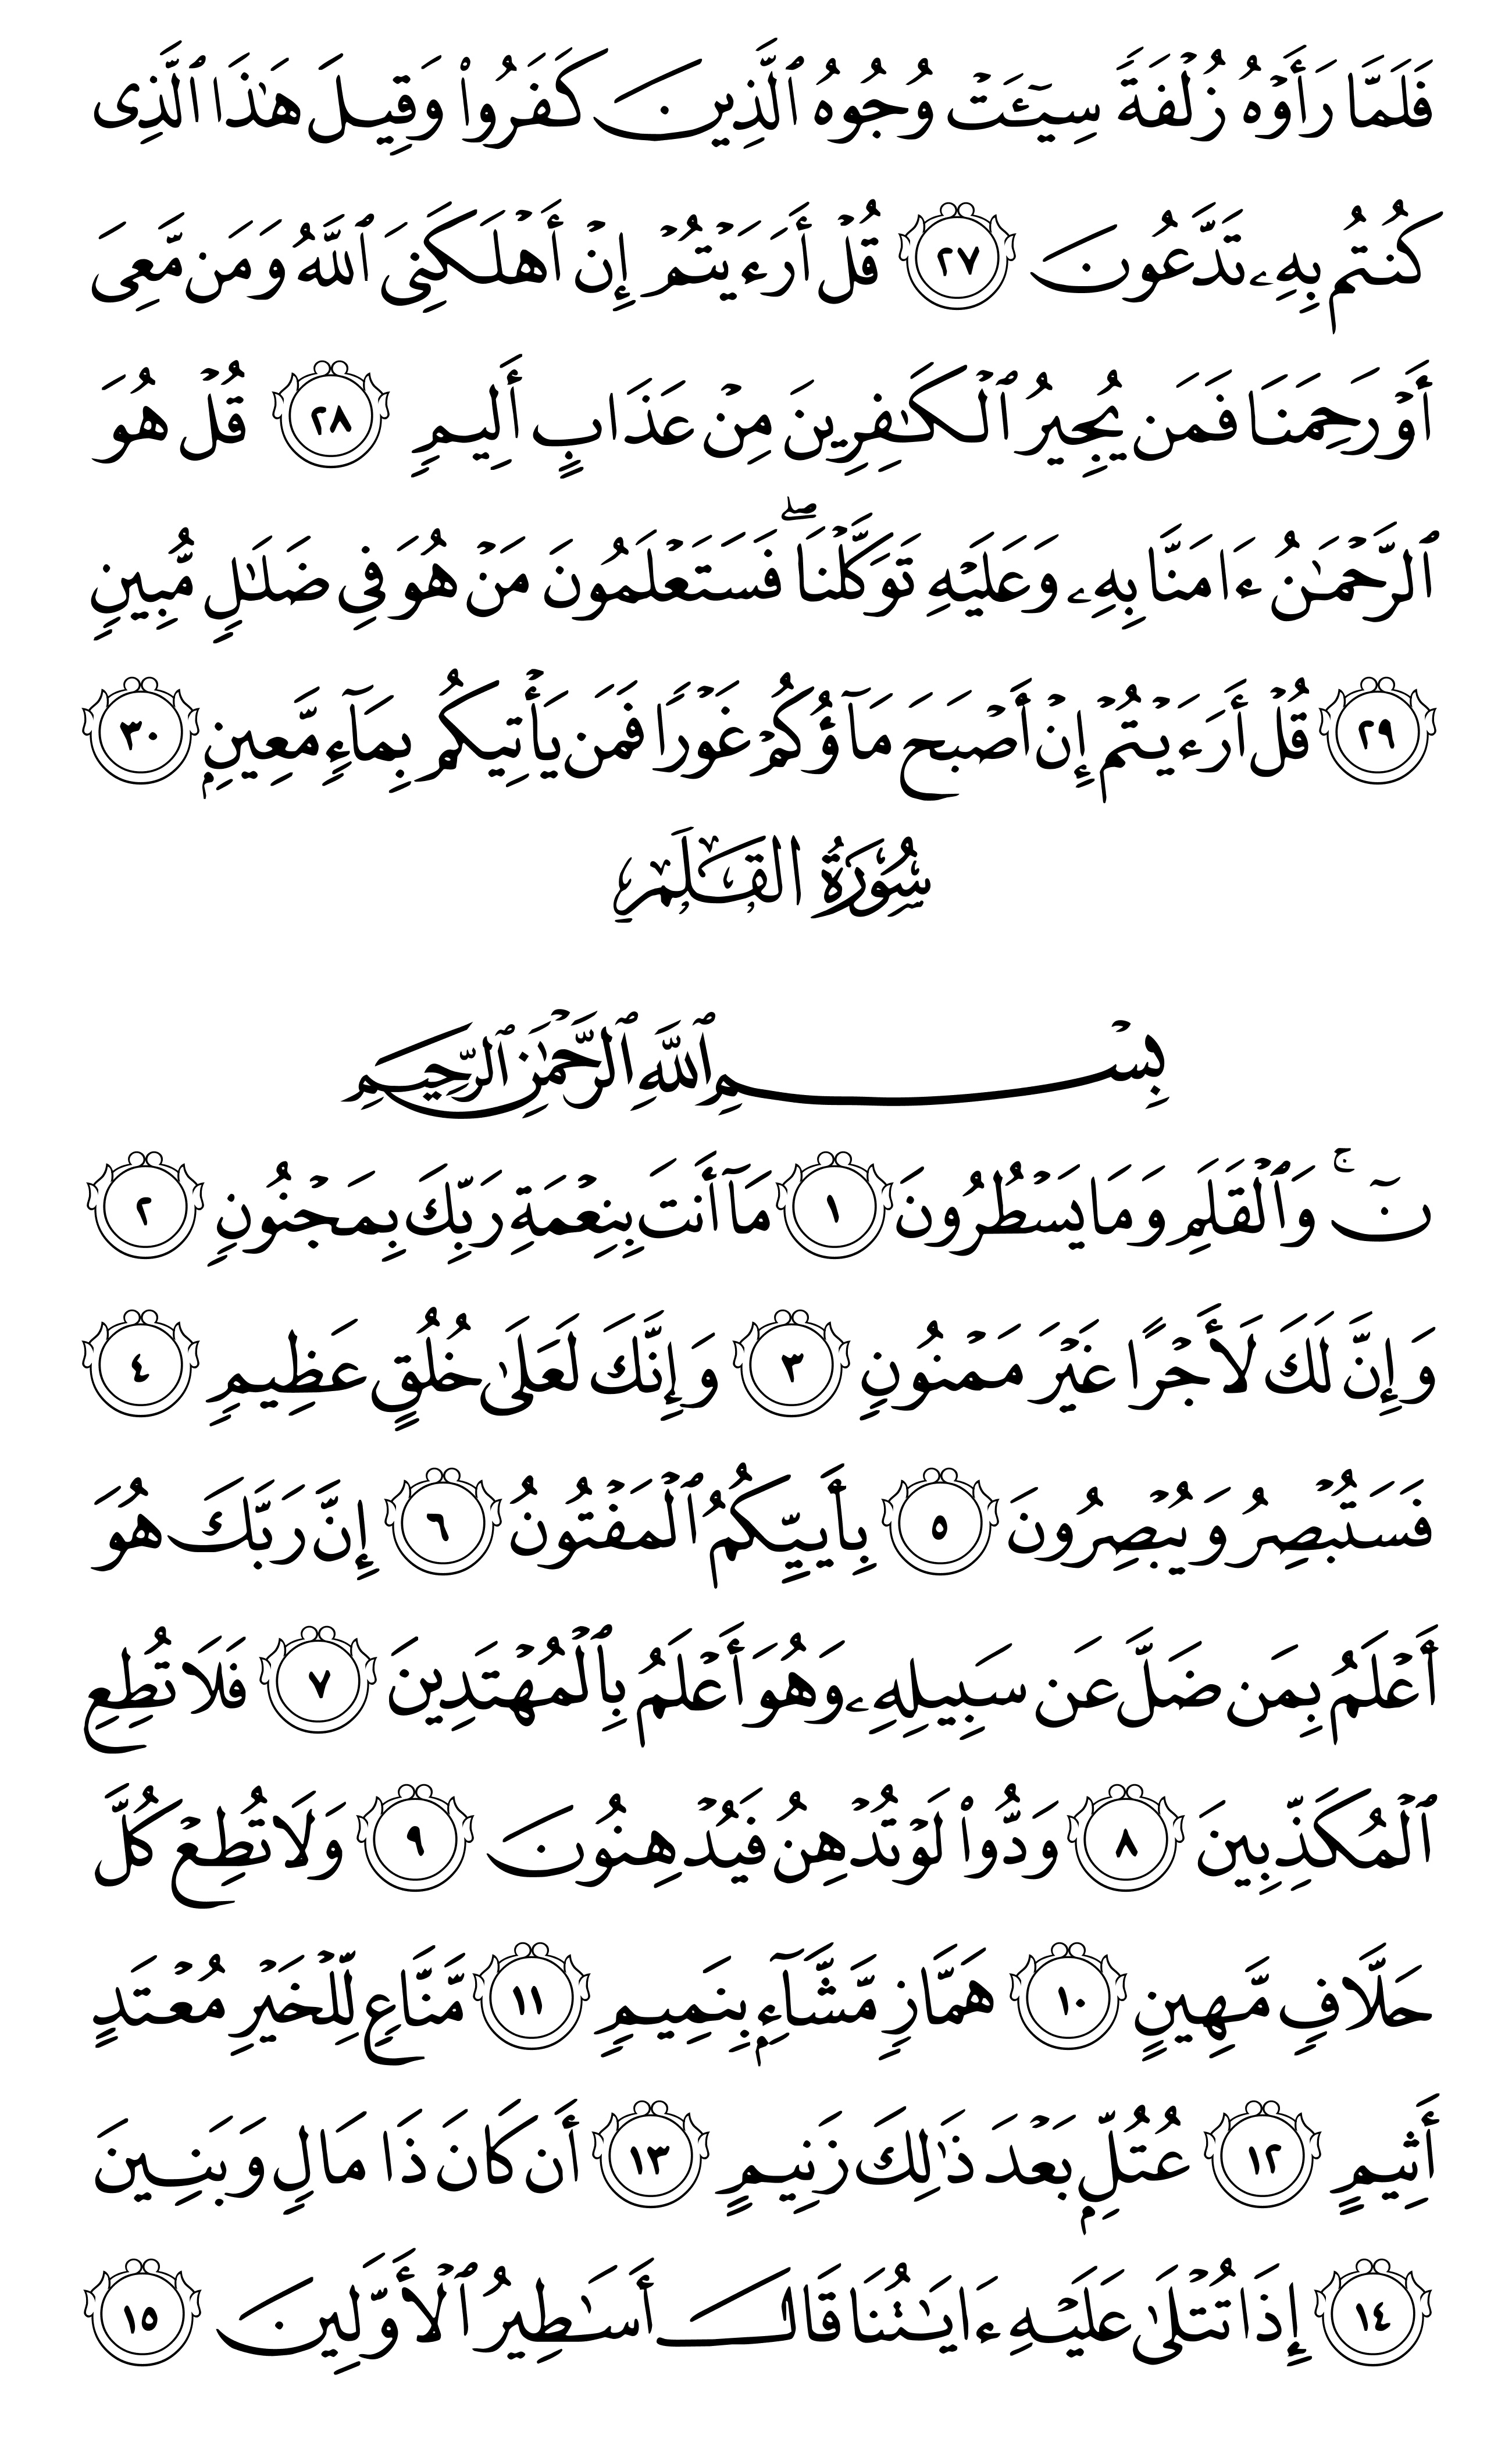 فَلَمَّا رَأَوْهُ زُلْفَةً سِيٓـَٔتْ وُجُوهُ ٱلَّذِينَ كَفَرُوا۟ وَقِيلَ هَـٰذَا ٱلَّذِى
كُنتُم بِهِۦ تَدَّعُونَ ٢٧ قُلْ أَرَءَيْتُمْ إِنْ أَهْلَكَنِىَ ٱللَّهُ وَمَن مَّعِىَ
أَوْ رَحِمَنَا فَمَن يُجِيرُ ٱلْكَـٰفِرِينَ مِنْ عَذَابٍ أَلِيمٍ ٢٨ قُلْ هُوَ
ٱلرَّحْمَـٰنُ ءَامَنَّا بِهِۦ وَعَلَيْهِ تَوَكَّلْنَا ۖ فَسَتَعْلَمُونَ مَنْ هُوَ فِى ضَلَـٰلٍ مُّبِينٍ
٢٩ قُلْ أَرَءَيْتُمْ إِنْ أَصْبَحَ مَآؤُكُمْ غَوْرًا فَمَن يَأْتِيكُم بِمَآءٍ مَّعِينٍۭ ٣٠
سُورَةُ القَلَمِ
بِسْمِ ٱللَّهِ ٱلرَّحْمَـٰنِ ٱلرَّحِيمِ
نٓ ۚ وَٱلْقَلَمِ وَمَا يَسْطُرُونَ ١ مَآ أَنتَ بِنِعْمَةِ رَبِّكَ بِمَجْنُونٍ ٢
وَإِنَّ لَكَ لَأَجْرًا غَيْرَ مَمْنُونٍ ٣ وَإِنَّكَ لَعَلَىٰ خُلُقٍ عَظِيمٍ ٤
فَسَتُبْصِرُ وَيُبْصِرُونَ ٥ بِأَييِّكُمُ ٱلْمَفْتُونُ ٦ إِنَّ رَبَّكَ هُوَ
أَعْلَمُ بِمَن ضَلَّ عَن سَبِيلِهِۦ وَهُوَ أَعْلَمُ بِٱلْمُهْتَدِينَ ٧ فَلَا تُطِعِ
ٱلْمُكَذِّبِينَ ٨ وَدُّوا۟ لَوْ تُدْهِنُ فَيُدْهِنُونَ ٩ وَلَا تُطِعْ كُلَّ
حَلَّافٍ مَّهِينٍ ١٠ هَمَّازٍ مَّشَّآءٍۭ بِنَمِيمٍ ١١ مَّنَّاعٍ لِّلْخَيْرِ مُعْتَدٍ
أَثِيمٍ ١٢ عُتُلٍّۭ بَعْدَ ذَٰلِكَ زَنِيمٍ ١٣ أَن كَانَ ذَا مَالٍ وَبَنِينَ
١٤ إِذَا تُتْلَىٰ عَلَيْهِ ءَايَـٰتُنَا قَالَ أَسَـٰطِيرُ ٱلْأَوَّلِينَ ١٥